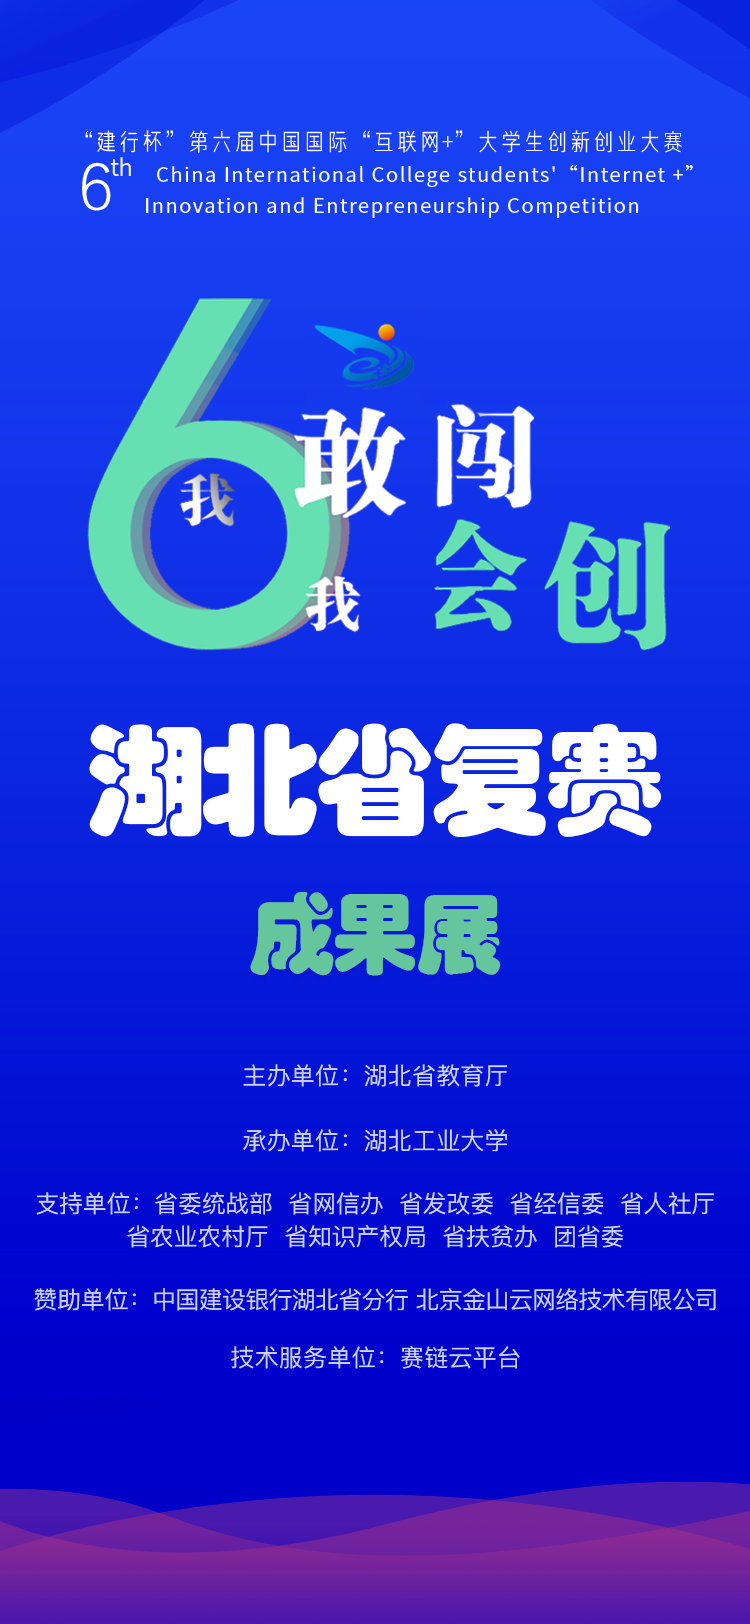 “建行杯”第六届中国国际“互联网+”大学生创新创业大赛
6th China International College students'“Internet +”
Innovation and Entrepreneurship Competition
6
我敢闯
我会创
湖北省复赛
成果展
主办单位：湖北省教育厅
承办单位：湖北工业大学
支持单位：省委统战部 省网信办 省发改委 省经信委 省人社厅
省农业农村厅 省知识产权局 省扶贫办 团省委
赞助单位：中国建设银行湖北省分行 北京金山云网络技术有限公司
技术服务单位：赛链云平台